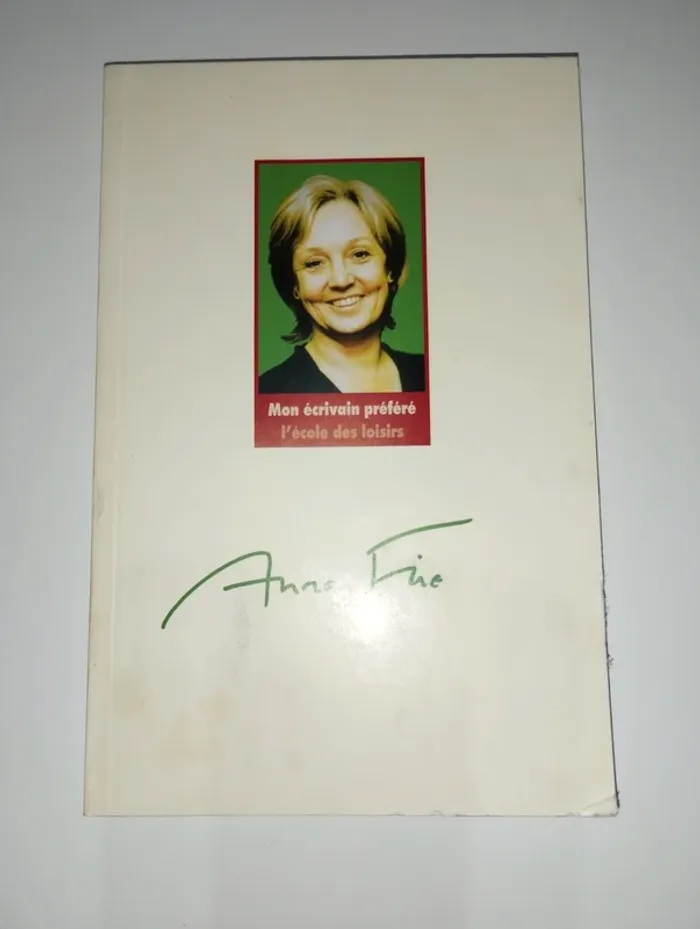 Mon écrivain préféré
l'école des loisirs
Anne Fine